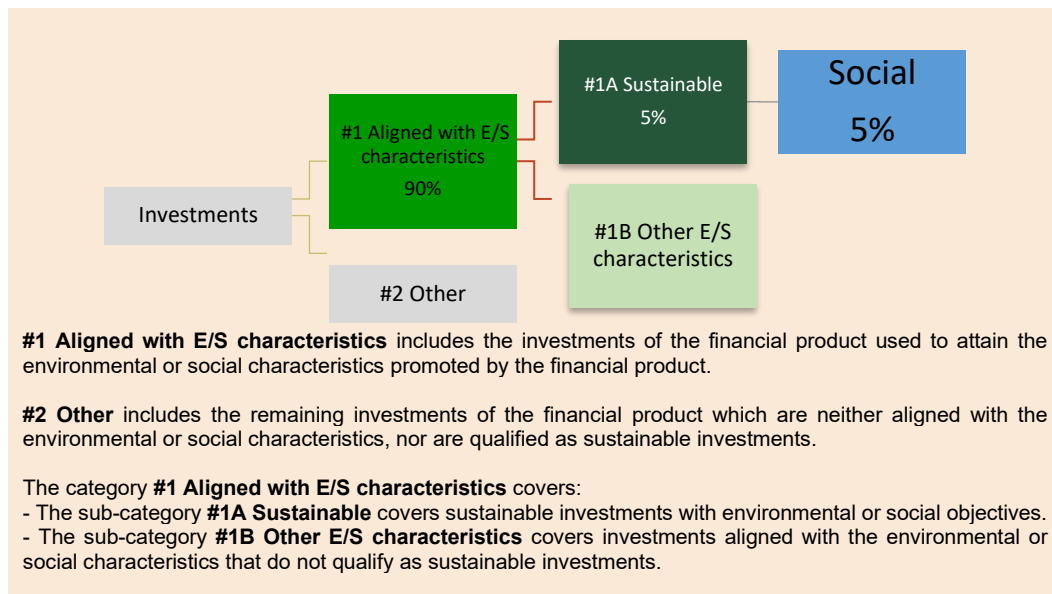 #1A Sustainable
5%
Social
5%
#1 Aligned with E/S
characteristics
90%
Investments
#1B Other E/S
characteristics
#2 Other
#1 Aligned with E/S characteristics includes the investments of the financial product used to attain the
environmental or social characteristics promoted by the financial product.
#2 Other includes the remaining investments of the financial product which are neither aligned with the
environmental or social characteristics, nor are qualified as sustainable investments.
The category #1 Aligned with E/S characteristics covers:
- The sub-category #1A Sustainable covers sustainable investments with environmental or social objectives.
- The sub-category #1B Other E/S characteristics covers investments aligned with the environmental or
social characteristics that do not qualify as sustainable investments.